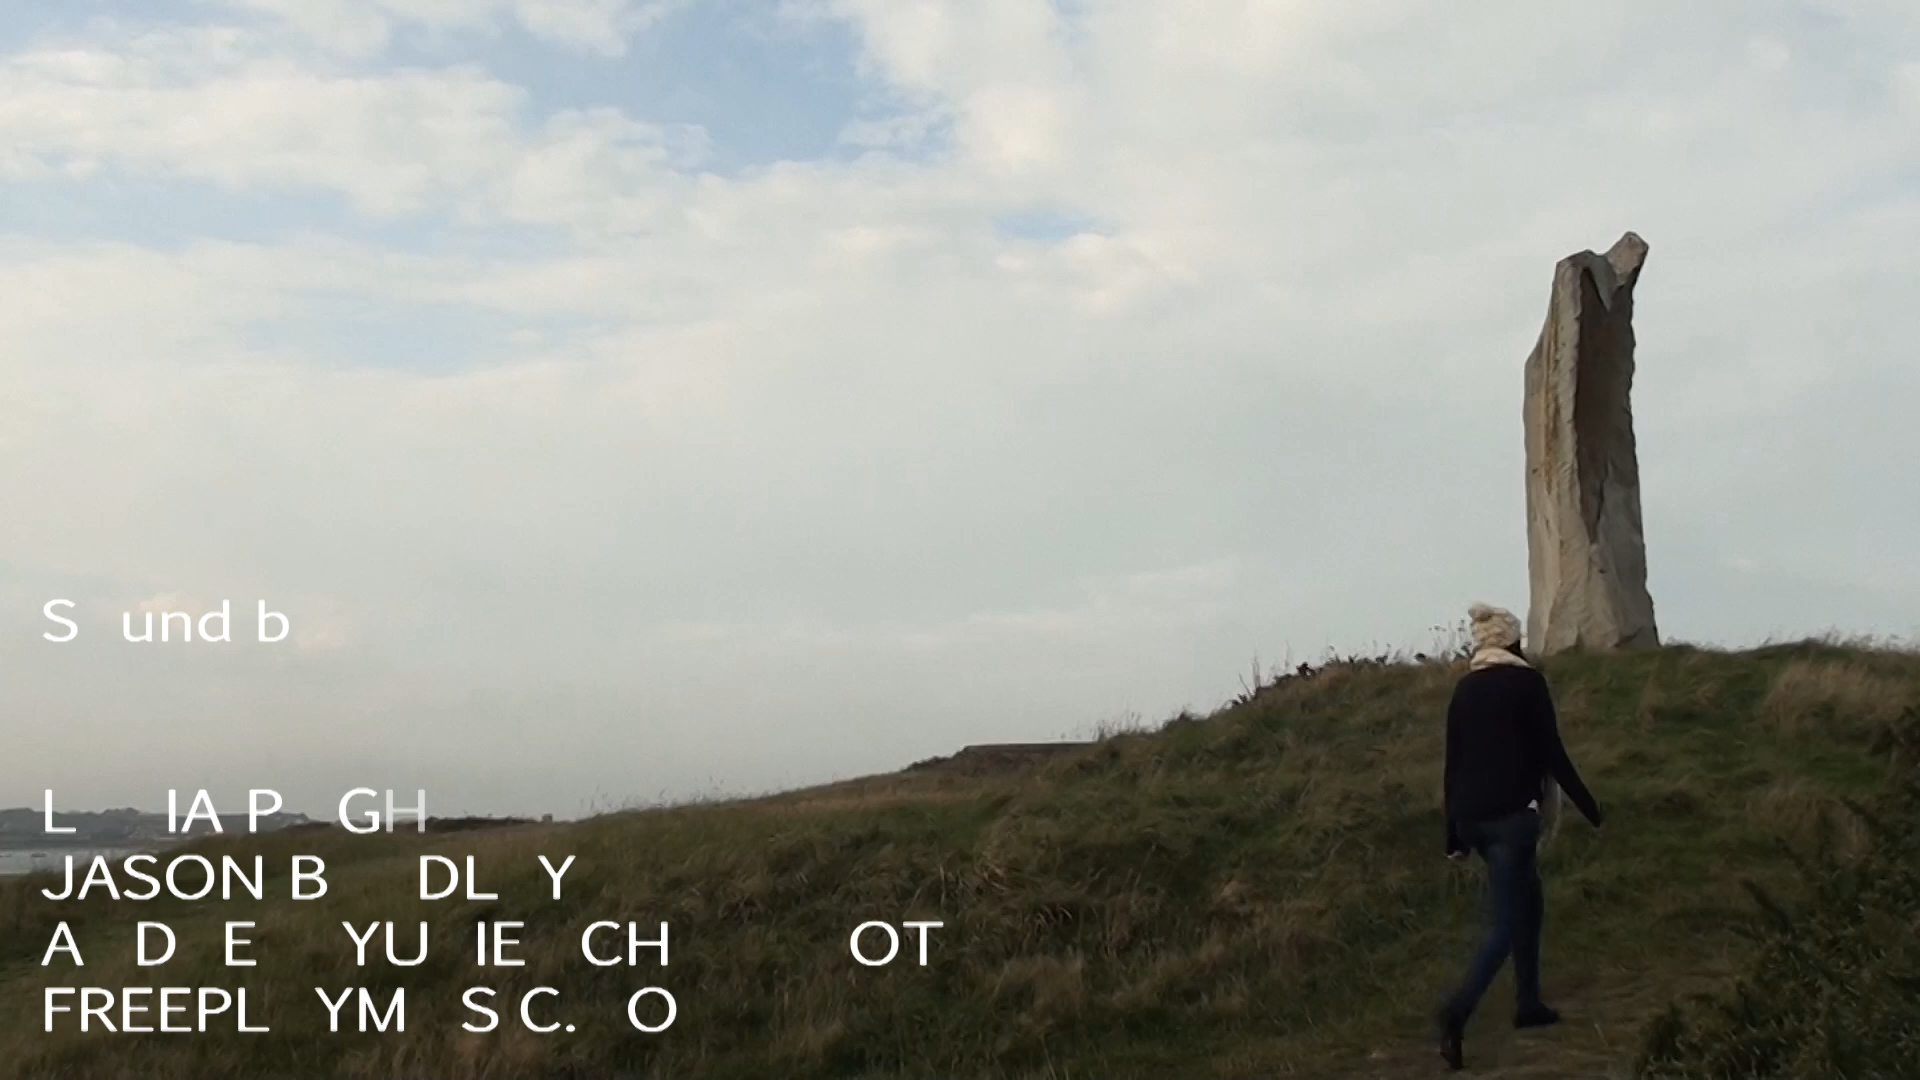 S und b
L IA P GH
JASON B DL Y
A D E YU IE CH OT
FREEPL YM S C. O